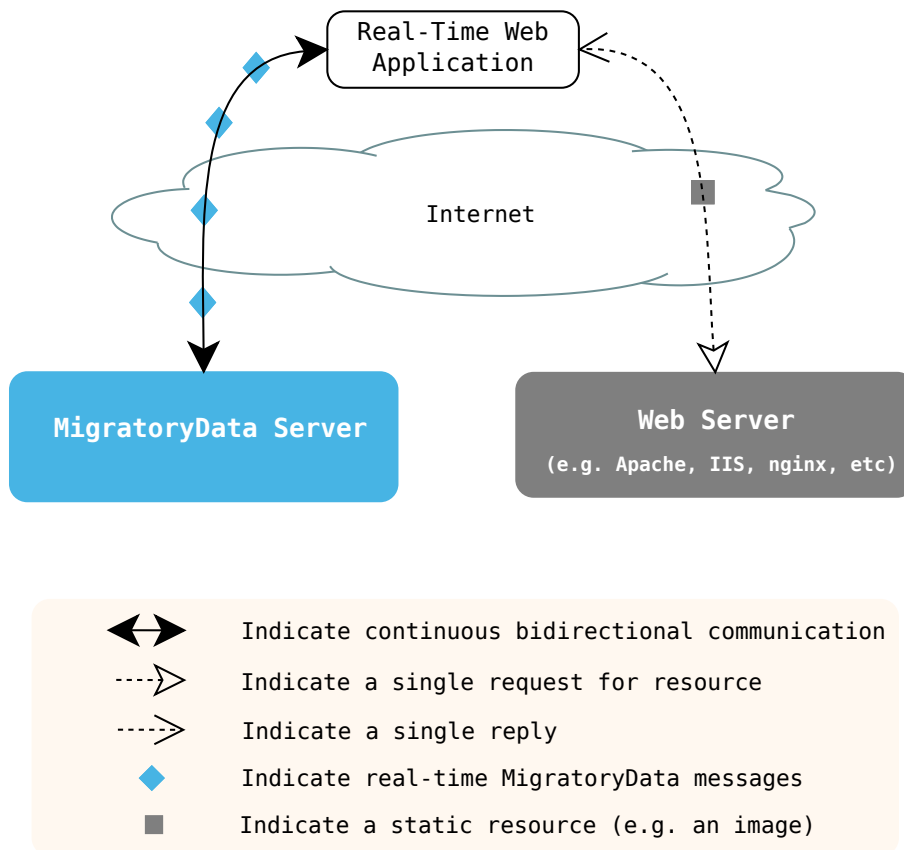 Real-Time Web
Application
Internet
MigratoryData Server
Web Server
(e.g. Apache, IIS, nginx, etc)
Indicate continuous bidirectional communication
Indicate a single request for resource
Indicate a single reply
Indicate real-time MigratoryData messages
Indicate a static resource (e.g. an image)